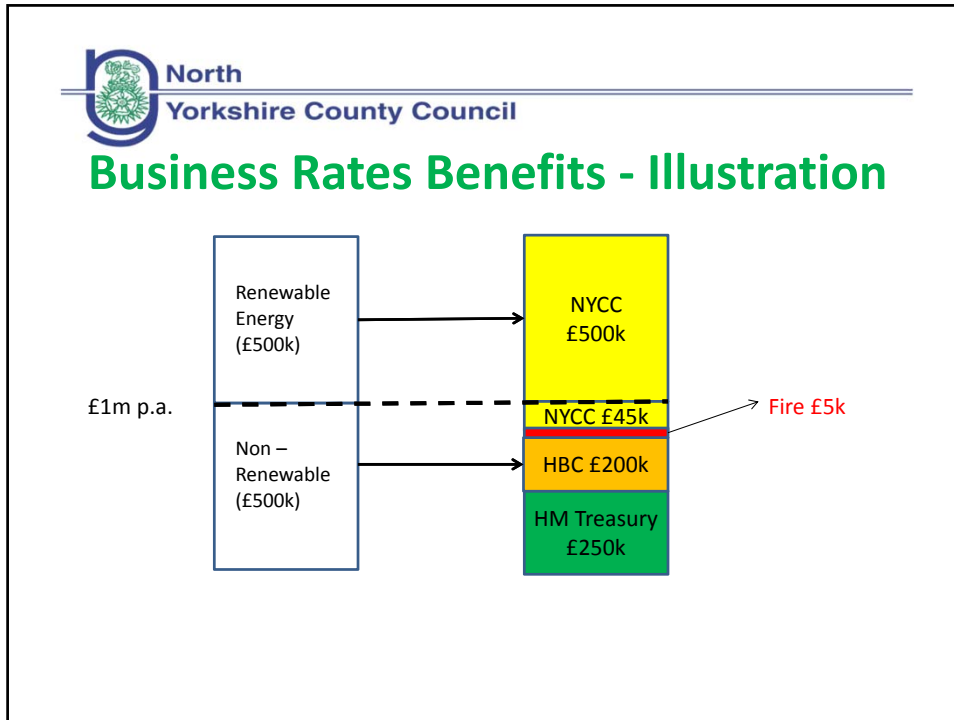 North
Yorkshire County Council
Business Rates Benefits - Illustration
Renewable
Energy
(£500k)
NYCC
£500k
£1m p.a.
NYCC £45k
Fire £5k
Non –
Renewable
(£500k)
HBC £200k
HM Treasury
£250k